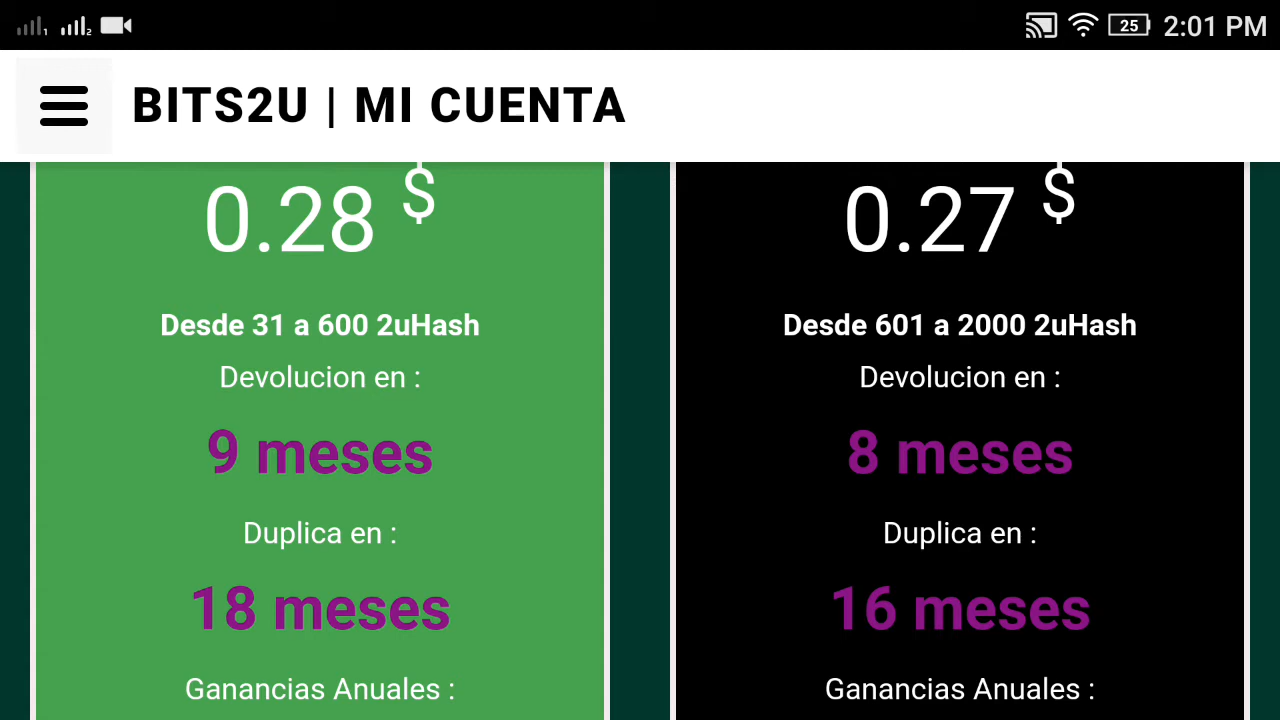 1 2 25 2:01 PM
BITS2U | MI CUENTA
0.28 $
Desde 31 a 600 2uHash
Devolucion en :
9 meses
Duplica en :
18 meses
Ganancias Anuales :
0.27 $
Desde 601 a 2000 2uHash
Devolucion en :
8 meses
Duplica en :
16 meses
Ganancias Anuales :